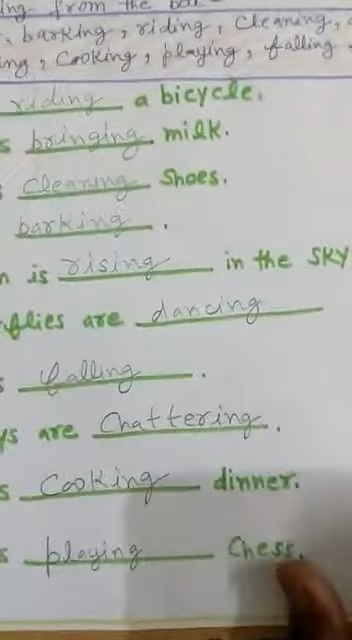 ing from the
barking, riding, Cleaning,
ing, Cooking, playing, falling
riding a bicycle.
s bringing milk.
s Cleaning Shoes.
barking.
n is rising in the SKY
flies are dancing
s falling.
ys are Chattering.
s Cooking dinner.
s playing Chess.